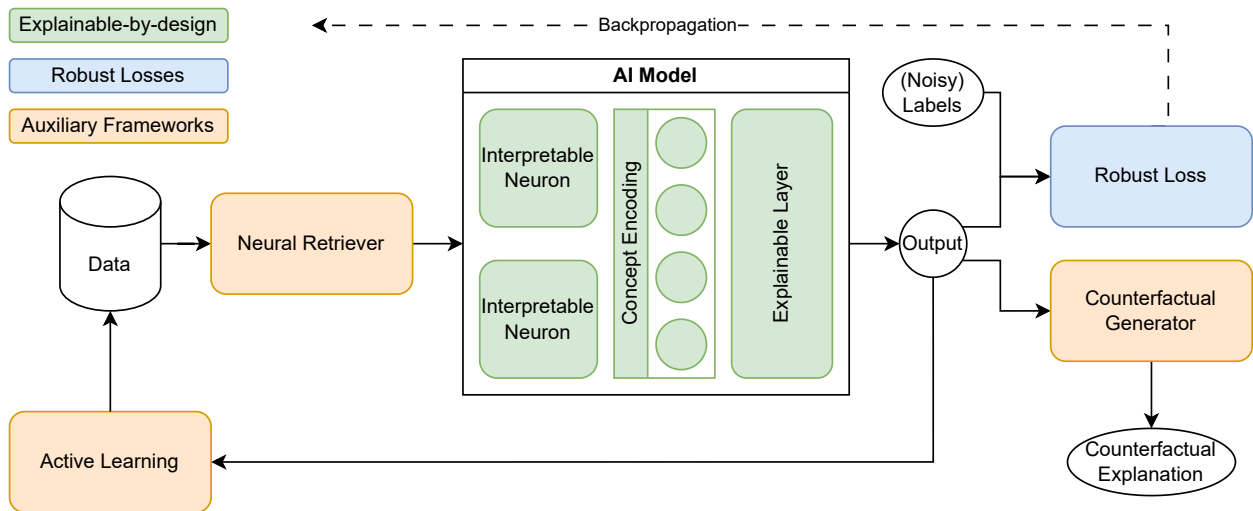 Explainable-by-design
Robust Losses
Auxiliary Frameworks
Backpropagation
AI Model
Interpretable
Neuron
Interpretable
Neuron
Concept Encoding
Explainable Layer
(Noisy)
Labels
Robust Loss
Data
Neural Retriever
Output
Counterfactual
Generator
Active Learning
Counterfactual
Explanation